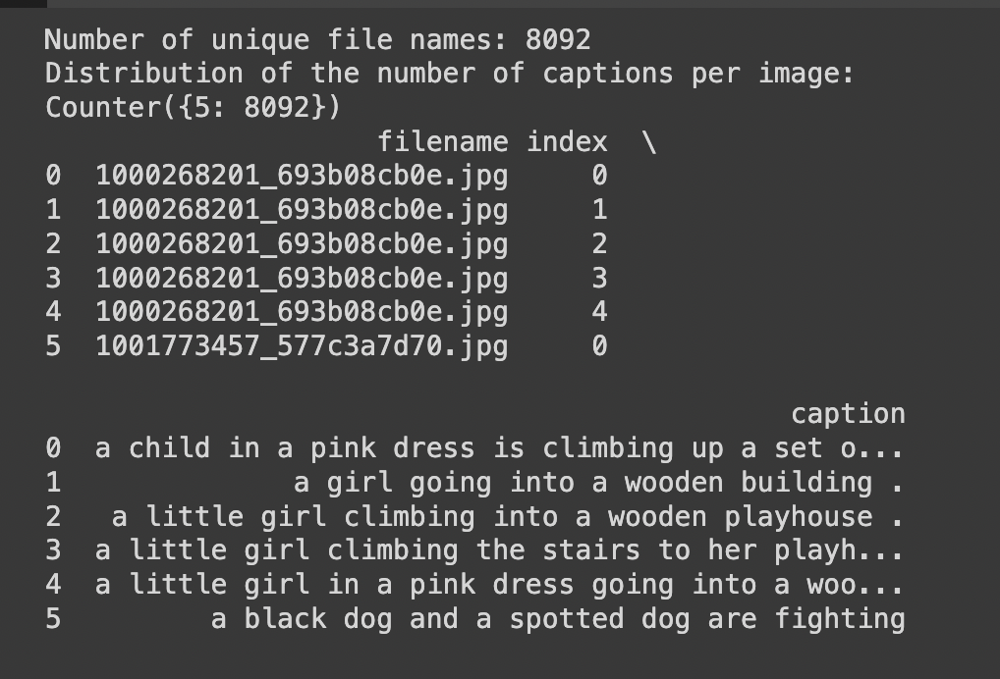 Number of unique file names: 8092
Distribution of the number of captions per image:
Counter({5: 8092})
filename index \
0 1000268201_693b08cb0e.jpg 0
1 1000268201_693b08cb0e.jpg 1
2 1000268201_693b08cb0e.jpg 2
3 1000268201_693b08cb0e.jpg 3
4 1000268201_693b08cb0e.jpg 4
5 1001773457_577c3a7d70.jpg 0
caption
0 a child in a pink dress is climbing up a set o...
1 a girl going into a wooden building .
2 a little girl climbing into a wooden playhouse .
3 a little girl climbing the stairs to her playh...
4 a little girl in a pink dress going into a woo...
5 a black dog and a spotted dog are fighting